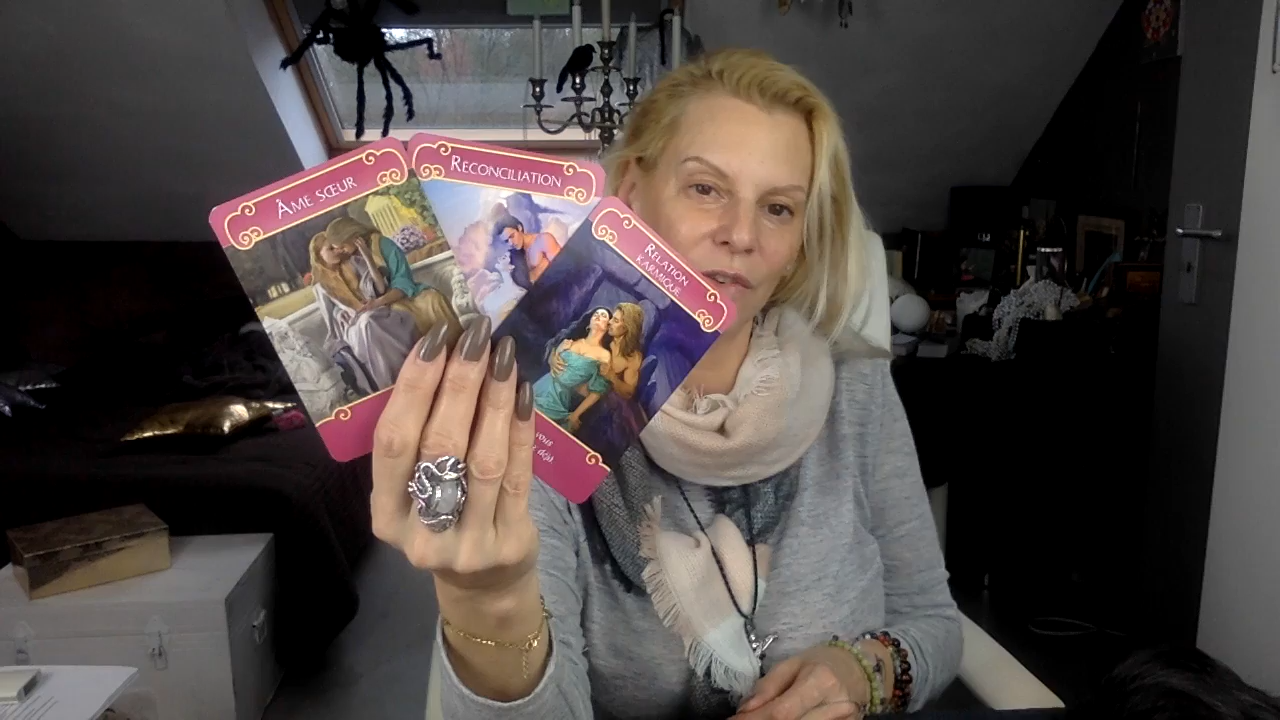 ÂME SŒUR
RECONCILIATION
RELATION
KARMIQUE
vous
déjà.